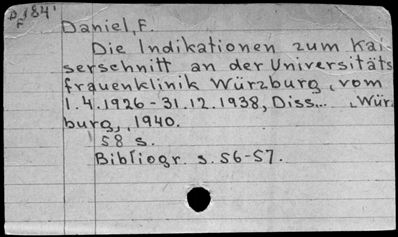 D 184
F
Daniel, F.
Die Indikationen zum Kai-
serschnitt an der Universitäts
frauenklinik Würzburg, vom
1.4.1926-31.12.1938, Diss... Wür-
burg, 1940.
58 s.
Bibliogr. s. 56-57.